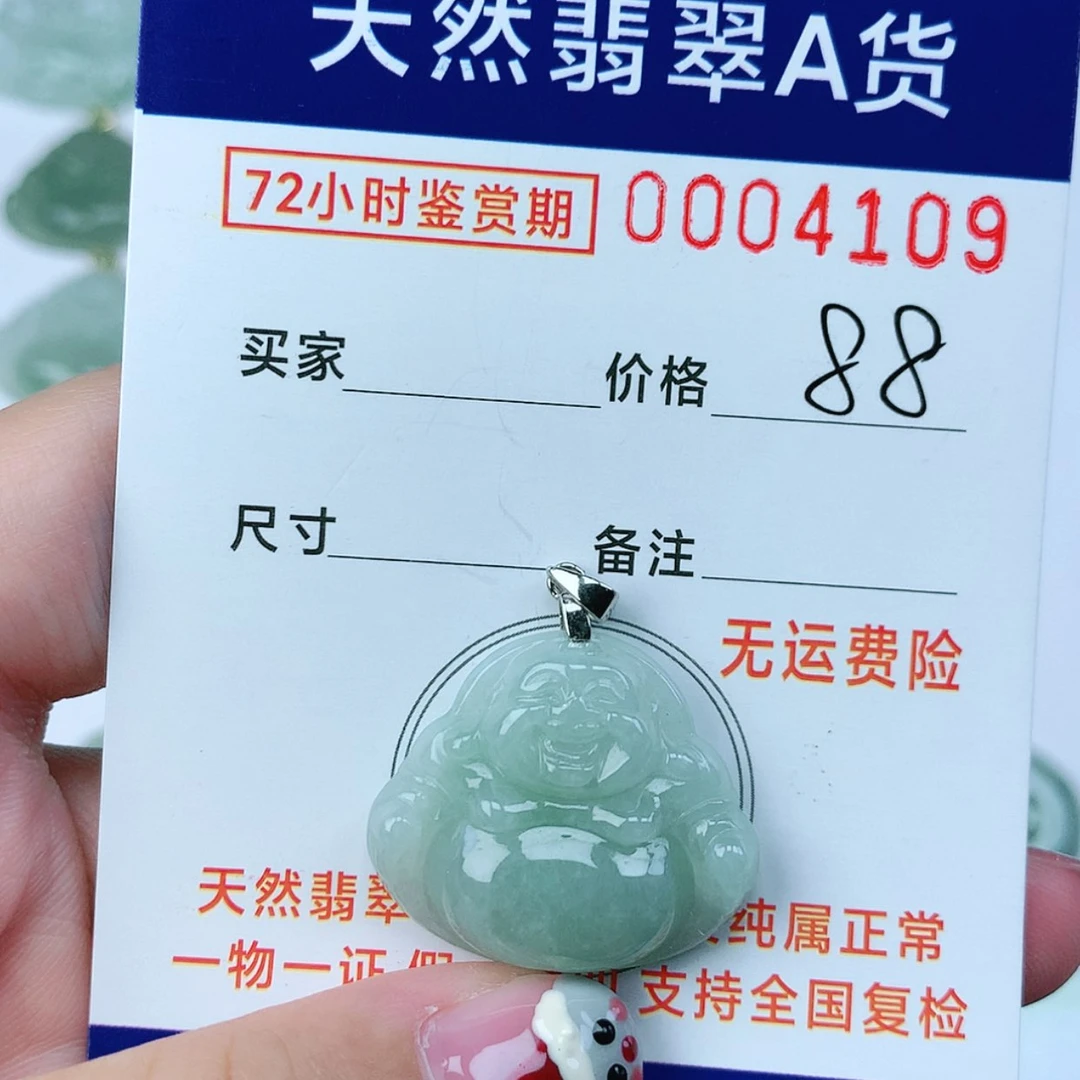 天然翡翠A货
72小时鉴赏期 0004109
买家 价格 88
尺寸 备注
无运费险
天然翡翠 纯属正常
一物一证 支持全国复检